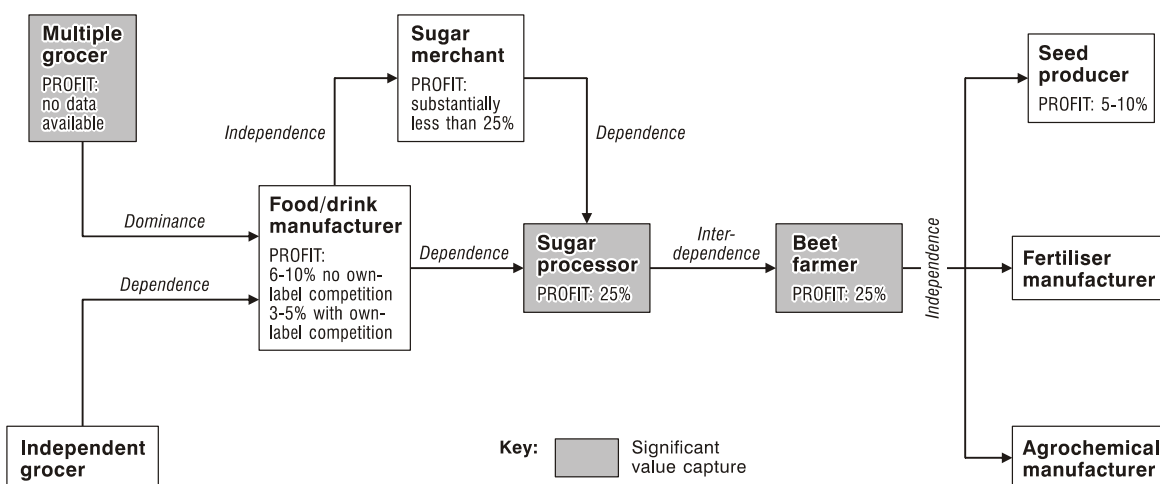 Multiple
grocer
PROFIT:
no data
available
Sugar
merchant
PROFIT:
substantially
less than 25%
Seed
producer
PROFIT: 5-10%
Independence
Dependence
Dominance
Food/drink
manufacturer
PROFIT:
6-10% no own-
label competition
3-5% with own-
label competition
Dependence
Dependence
Sugar
processor
PROFIT: 25%
Inter-
dependence
Beet
farmer
PROFIT: 25%
Independence
Fertiliser
manufacturer
Independent
grocer
Key:
Significant
value capture
Agrochemical
manufacturer